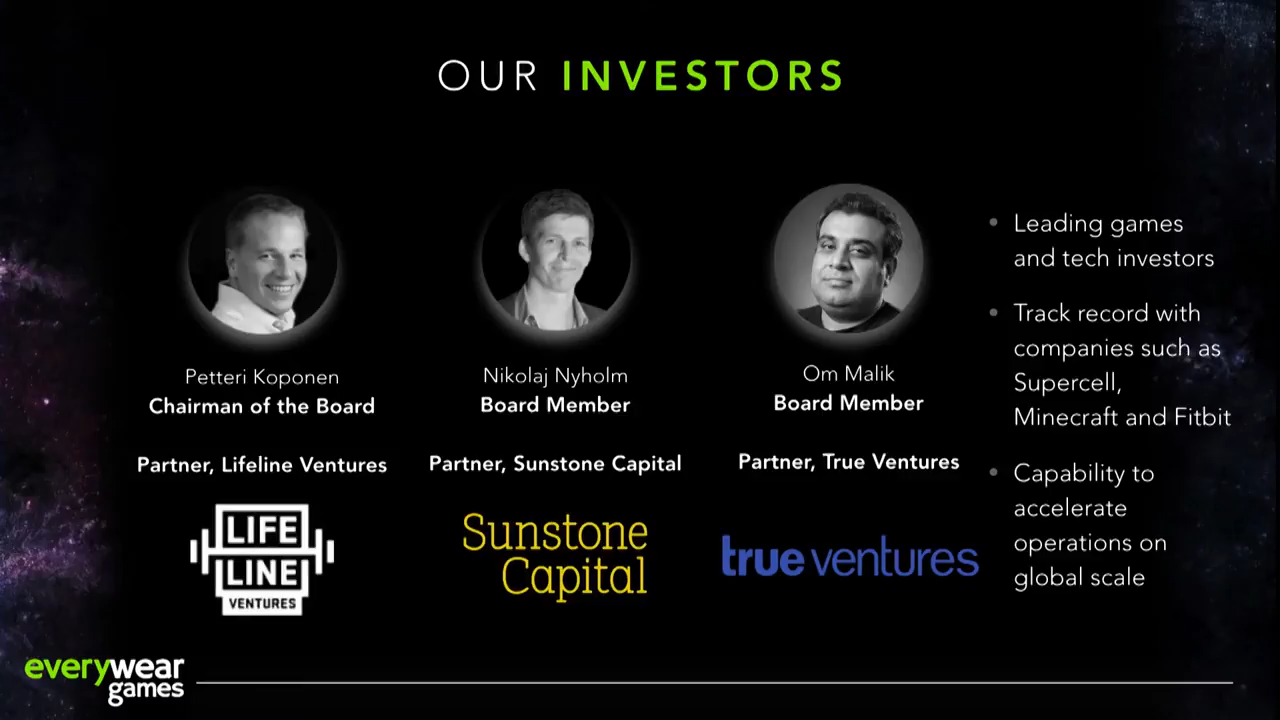 OUR INVESTORS
Petteri Koponen
Chairman of the Board
Partner, Lifeline Ventures
LIFE
LINE
VENTURES
Nikolaj Nyholm
Board Member
Partner, Sunstone Capital
Sunstone
Capital
Om Malik
Board Member
Partner, True Ventures
true ventures
• Leading games
and tech investors
• Track record with
companies such as
Supercell,
Minecraft and Fitbit
• Capability to
accelerate
operations on
global scale
everywear
games